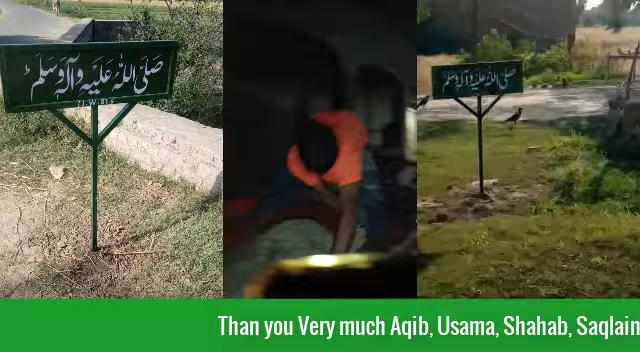 صلی اللہ علیہ وآلہ وسلم
صلی اللہ علیہ وآلہ وسلم
Than you Very much Aqib, Usama, Shahab, Saqlain